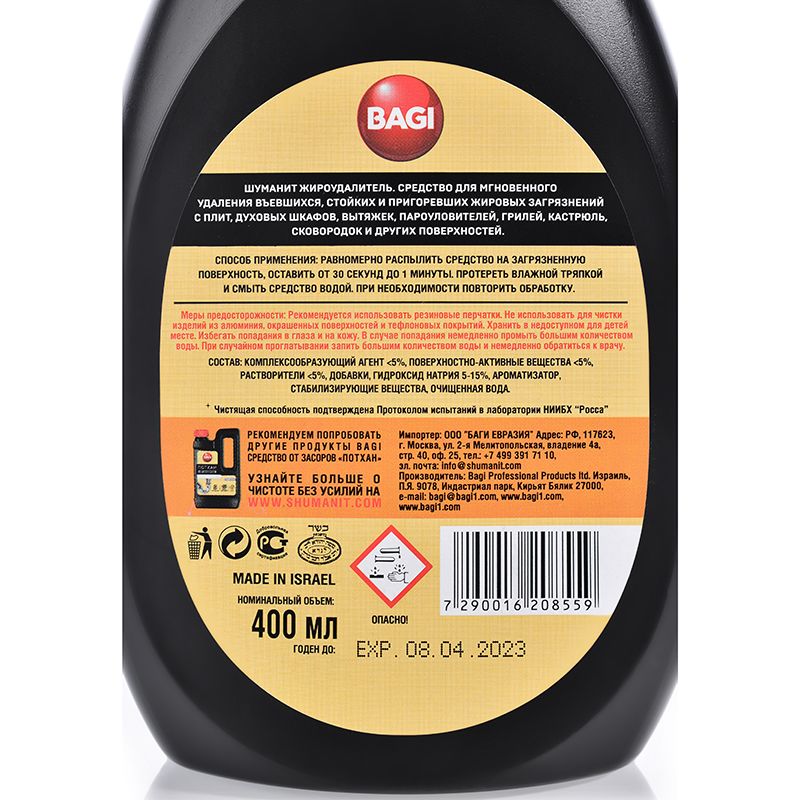 BAGI
ШУМАНИТ ЖИРОУДАЛИТЕЛЬ. СРЕДСТВО ДЛЯ МГНОВЕННОГО
УДАЛЕНИЯ ВЪЕВШИХСЯ, СТОЙКИХ И ПРИГОРЕВШИХ ЖИРОВЫХ ЗАГРЯЗНЕНИЙ
С ПЛИТ, ДУХОВЫХ ШКАФОВ, ВЫТЯЖЕК, ПАРОУЛОВИТЕЛЕЙ, ГРИЛЕЙ, КАСТРЮЛЬ,
СКОВОРОДОК И ДРУГИХ ПОВЕРХНОСТЕЙ.
СПОСОБ ПРИМЕНЕНИЯ: РАВНОМЕРНО РАСПЫЛИТЬ СРЕДСТВО НА ЗАГРЯЗНЕННУЮ
ПОВЕРХНОСТЬ, ОСТАВИТЬ ОТ 30 СЕКУНД ДО 1 МИНУТЫ. ПРОТЕРЕТЬ ВЛАЖНОЙ ТРЯПКОЙ
И СМЫТЬ СРЕДСТВО ВОДОЙ. ПРИ НЕОБХОДИМОСТИ ПОВТОРИТЬ ОБРАБОТКУ.
Меры предосторожности: Рекомендуется использовать резиновые перчатки. Не использовать для чистки
изделий из алюминия, окрашенных поверхностей и тефлоновых покрытий. Хранить в недоступном для детей
месте. Избегать попадания в глаза и на кожу. В случае попадания немедленно промыть большим количеством
воды. При случайном проглатывании запить большим количеством воды и немедленно обратиться к врачу.
СОСТАВ: КОМПЛЕКСООБРАЗУЮЩИЙ АГЕНТ <5%, ПОВЕРХНОСТНО-АКТИВНЫЕ ВЕЩЕСТВА <5%,
РАСТВОРИТЕЛИ <5%, ДОБАВКИ, ГИДРОКСИД НАТРИЯ 5-15%, АРОМАТИЗАТОР,
СТАБИЛИЗИРУЮЩИЕ ВЕЩЕСТВА, ОЧИЩЕННАЯ ВОДА.
+ Чистящая способность подтверждена Протоколом испытаний в лаборатории НИИБХ "Росса"
BAGI
ПОТХАН
РЕКОМЕНДУЕМ ПОПРОБОВАТЬ
ДРУГИЕ ПРОДУКТЫ BAGI
СРЕДСТВО ОТ ЗАСОРОВ «ПОТХАН»
УЗНАЙТЕ БОЛЬШЕ О
ЧИСТОТЕ БЕЗ УСИЛИЙ НА
WWW.SHUMANIT.COM
Импортер: ООО "БАГИ ЕВРАЗИЯ" Адрес: РФ, 117623,
г. Москва, ул. 2-я Мелитопольская, владение 4а,
стр. 40, оф. 25, тел.: +7 499 391 71 10,
эл. почта: info@shumanit.com
Производитель: Bagi Professional Products ltd. Израиль,
П.Я. 9078, Индастриал парк, Кирьят Бялик 27000,
e-mail: bagi@bagi1.com, www.bagi1.com,
www.bagi1.com
Добровольная
сертификация
כשר
MADE IN ISRAEL
НОМИНАЛЬНЫЙ ОБЪЕМ:
400 МЛ
ГОДЕН ДО:
ОПАСНО!
EXP. 08.04.2023
7 290016 208559